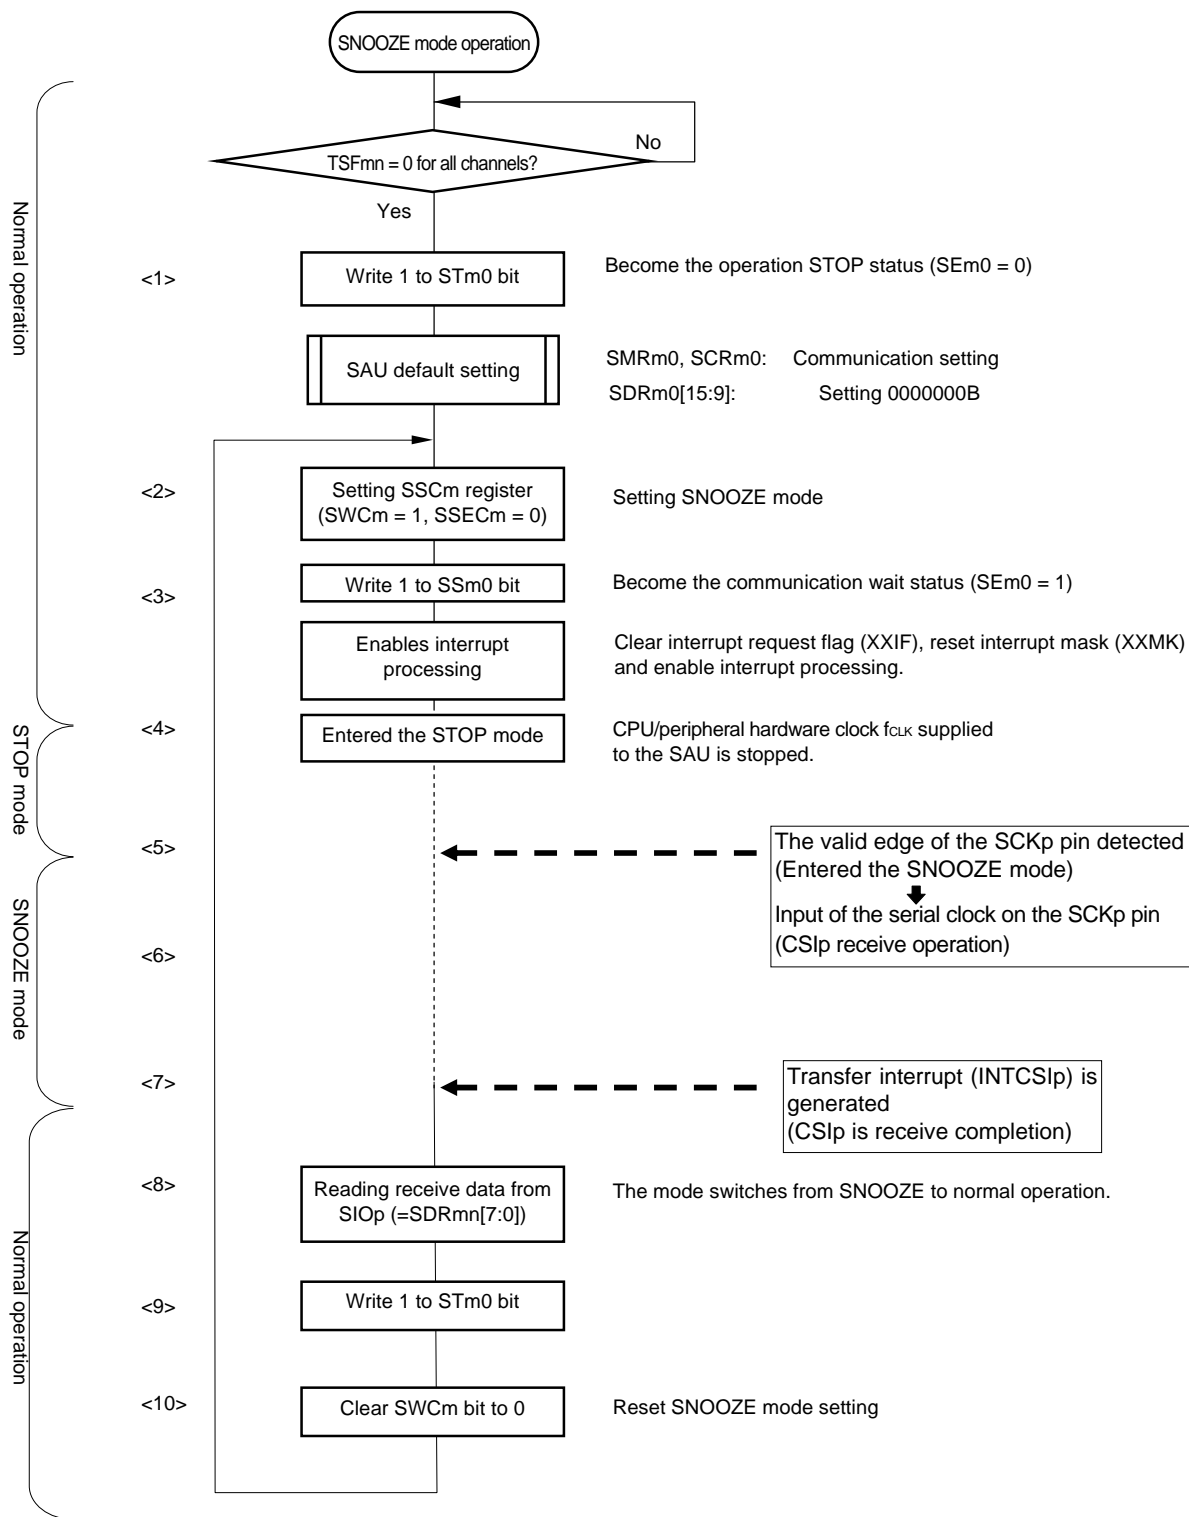 SNOOZE mode operation
No
TSFmn = 0 for all channels?
Yes
Normal operation
<1>
Write 1 to STm0 bit
Become the operation STOP status (SEm0 = 0)
SAU default setting
SMRm0, SCRm0: Communication setting
SDRm0[15:9]: Setting 0000000B
<2>
Setting SSCm register
(SWCm = 1, SSECm = 0)
Setting SNOOZE mode
<3>
Write 1 to SSm0 bit
Become the communication wait status (SEm0 = 1)
Enables interrupt
processing
Clear interrupt request flag (XXIF), reset interrupt mask (XXMK)
and enable interrupt processing.
STOP mode
<4>
Entered the STOP mode
CPU/peripheral hardware clock fCLK supplied
to the SAU is stopped.
<5>
The valid edge of the SCKp pin detected
(Entered the SNOOZE mode)
Input of the serial clock on the SCKp pin
(CSIp receive operation)
SNOOZE mode
<6>
<7>
Transfer interrupt (INTCSIp) is
generated
(CSIp is receive completion)
Normal operation
<8>
Reading receive data from
SIOp (=SDRmn[7:0])
The mode switches from SNOOZE to normal operation.
<9>
Write 1 to STm0 bit
<10>
Clear SWCm bit to 0
Reset SNOOZE mode setting